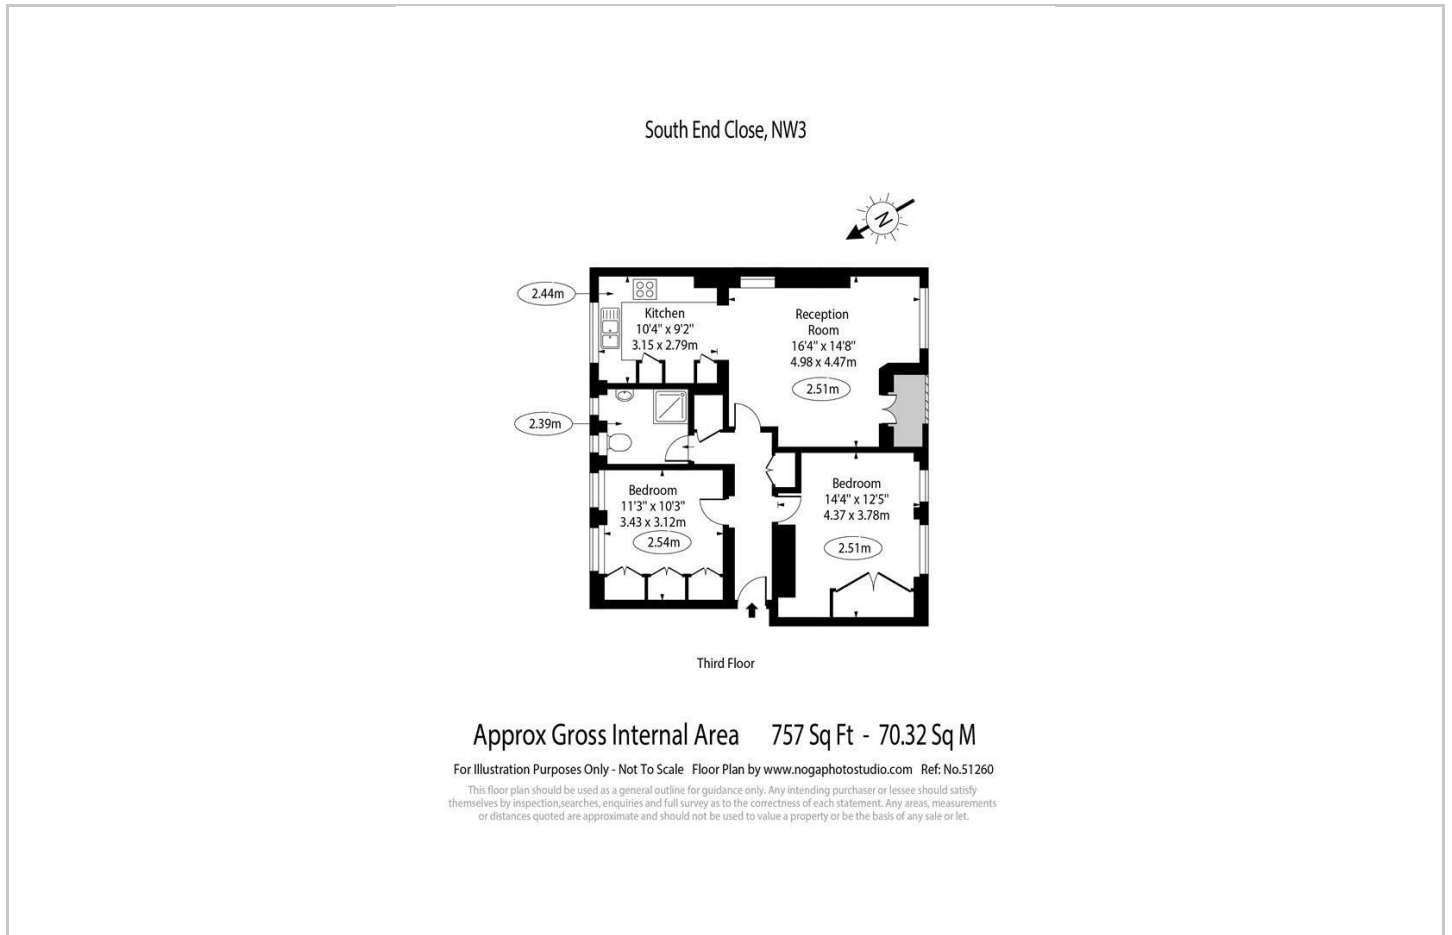 South End Close, NW3
N
2.44m
Kitchen
10'4" x 9'2"
3.15 x 2.79m
Reception
Room
16'4" x 14'8"
4.98 x 4.47m
2.51m
2.39m
Bedroom
11'3" x 10'3"
3.43 x 3.12m
2.54m
Bedroom
14'4" x 12'5"
4.37 x 3.78m
2.51m
Third Floor
Approx Gross Internal Area 757 Sq Ft - 70.32 Sq M
For Illustration Purposes Only - Not To Scale Floor Plan by www.nogaphotostudio.com Ref: No.51260
This floor plan should be used as a general outline for guidance only. Any intending purchaser or lessee should satisfy
themselves by inspection,searches, enquiries and full survey as to the correctness of each statement. Any areas, measurements
or distances quoted are approximate and should not be used to value a property or be the basis of any sale or let.